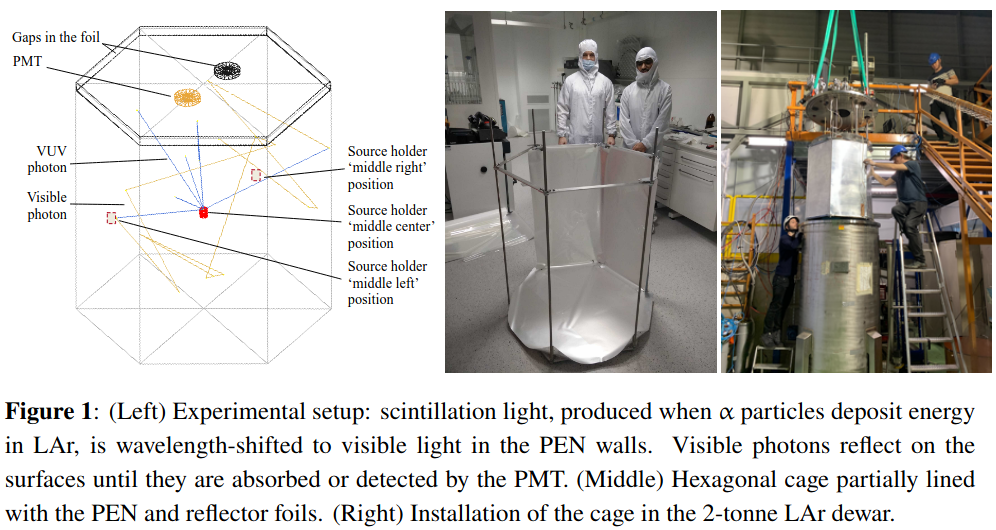 Gaps in the foil
PMT
VUV
photon
Visible
photon
Source holder
‘middle right’
position
Source holder
‘middle center’
position
Source holder
‘middle left’
position
Figure 1: (Left) Experimental setup: scintillation light, produced when α particles deposit energy
in LAr, is wavelength-shifted to visible light in the PEN walls. Visible photons reflect on the
surfaces until they are absorbed or detected by the PMT. (Middle) Hexagonal cage partially lined
with the PEN and reflector foils. (Right) Installation of the cage in the 2-tonne LAr dewar.